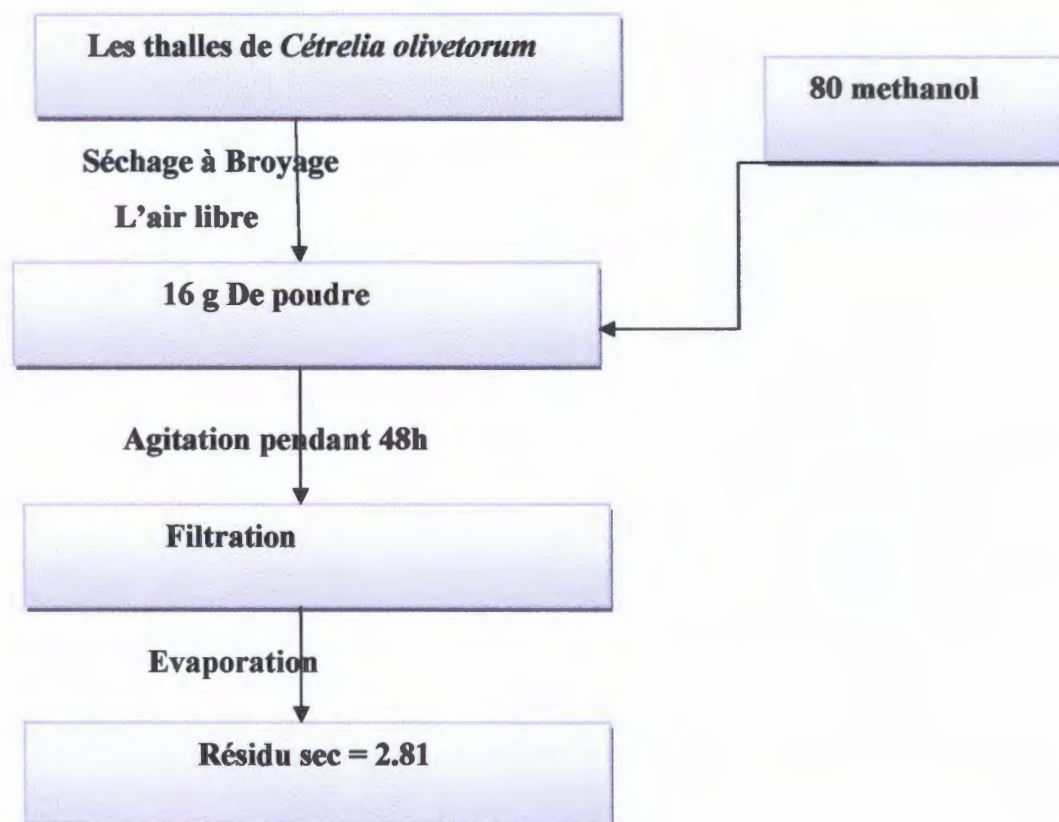 Les thalles de Cétrelia olivetorum
80 methanol
Séchage à Broyage
L'air libre
16 g De poudre
Agitation pendant 48h
Filtration
Evaporation
Résidu sec = 2.81